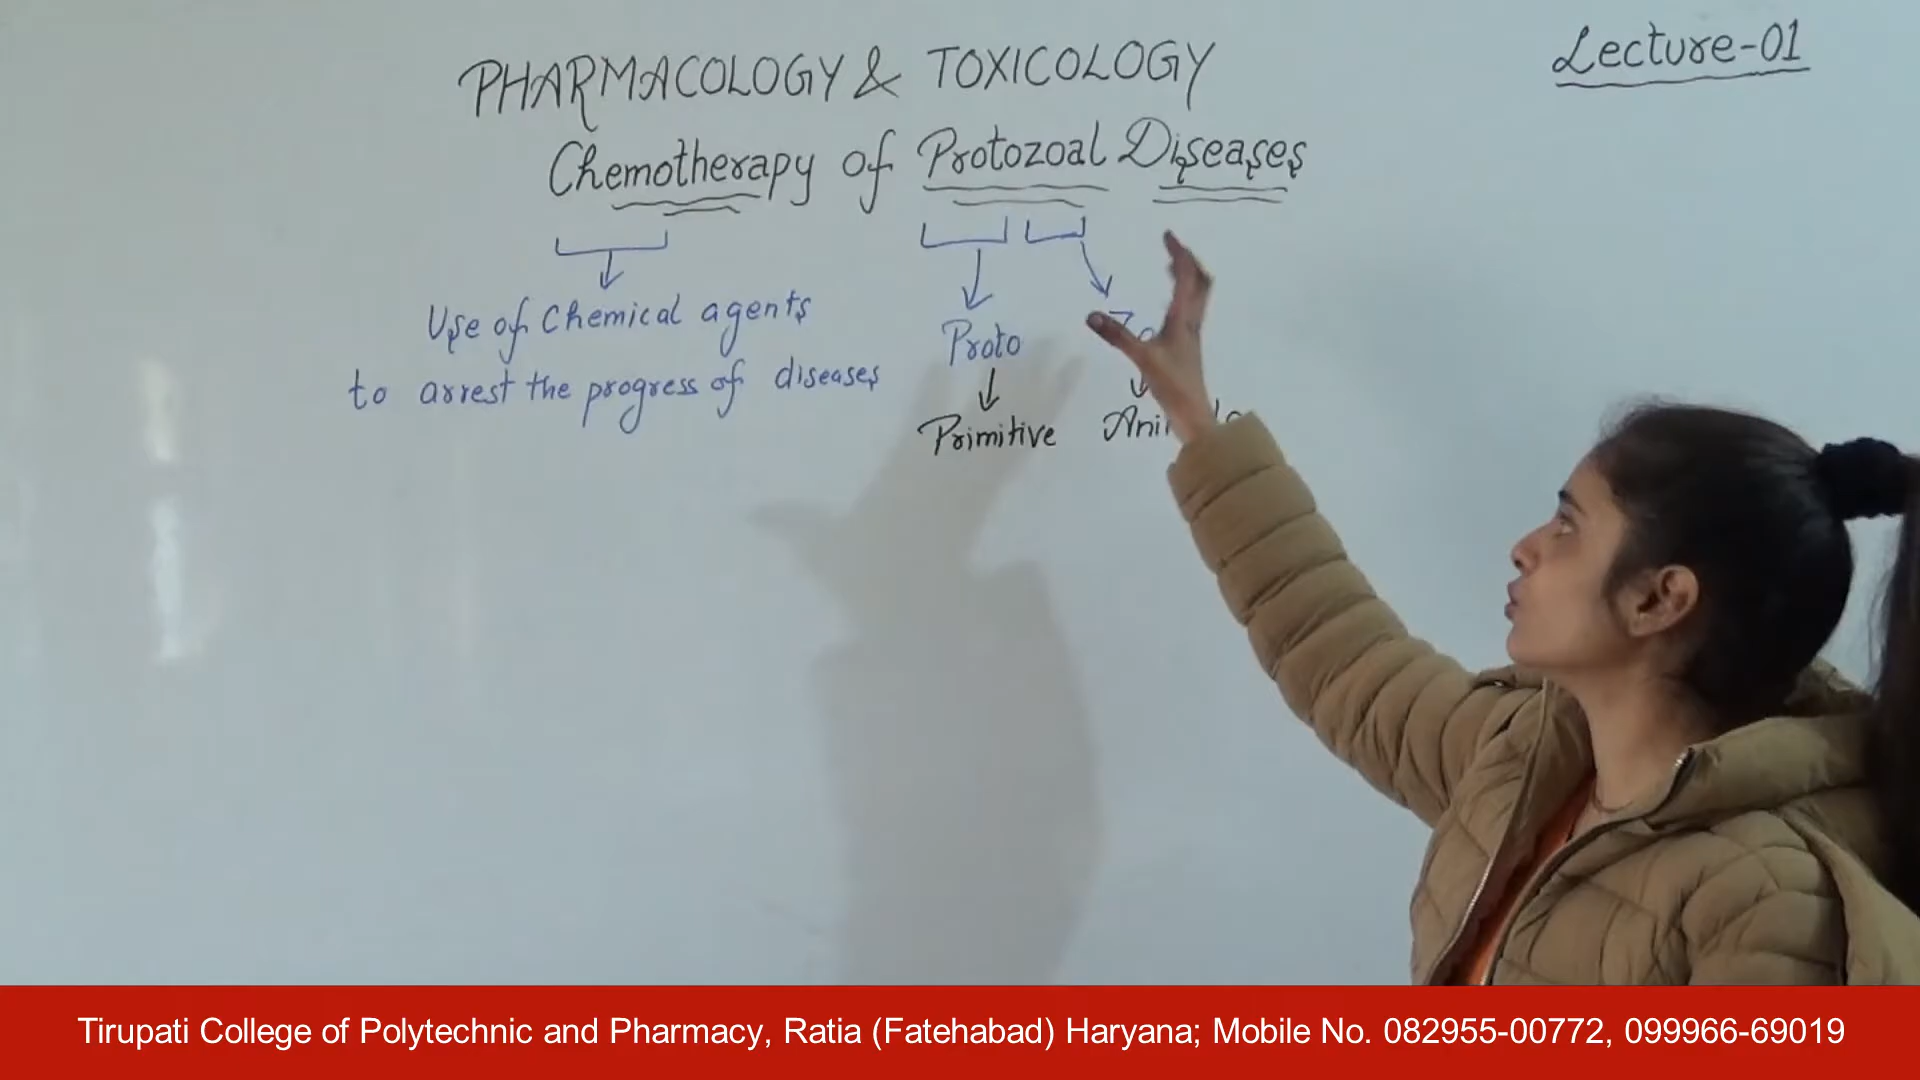 Lecture-01
PHARMACOLOGY & TOXICOLOGY
Chemotherapy of Protozoal Diseases
Use of Chemical agents
to arrest the progress of diseases
Proto
Primitive
Tirupati College of Polytechnic and Pharmacy, Ratia (Fatehabad) Haryana; Mobile No. 082955-00772, 099966-69019